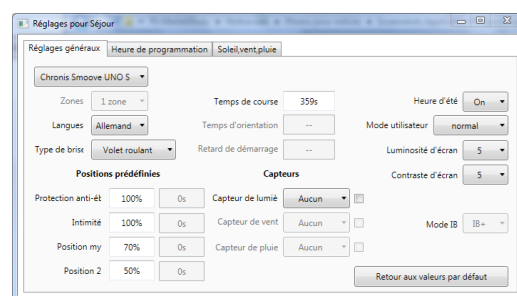 Réglages pour Séjour
Réglages généraux Heure de programmation Soleil,vent,pluie
Chronis Smoove UNO S
Zones 1 zone Temps de course 359s Heure d'été On
Langues Allemand Temps d'orientation -- Mode utilisateur normal
Type de brise Volet roulant Retard de démarrage -- Luminosité d'écran 5
Positions prédéfinies Capteurs Contraste d'écran 5
Protection anti-ét 100% 0s Capteur de lumiè Aucun
Intimité 100% 0s Capteur de vent Aucun Mode IB IB+
Position my 70% 0s Capteur de pluie Aucun
Position 2 50% 0s Retour aux valeurs par défaut